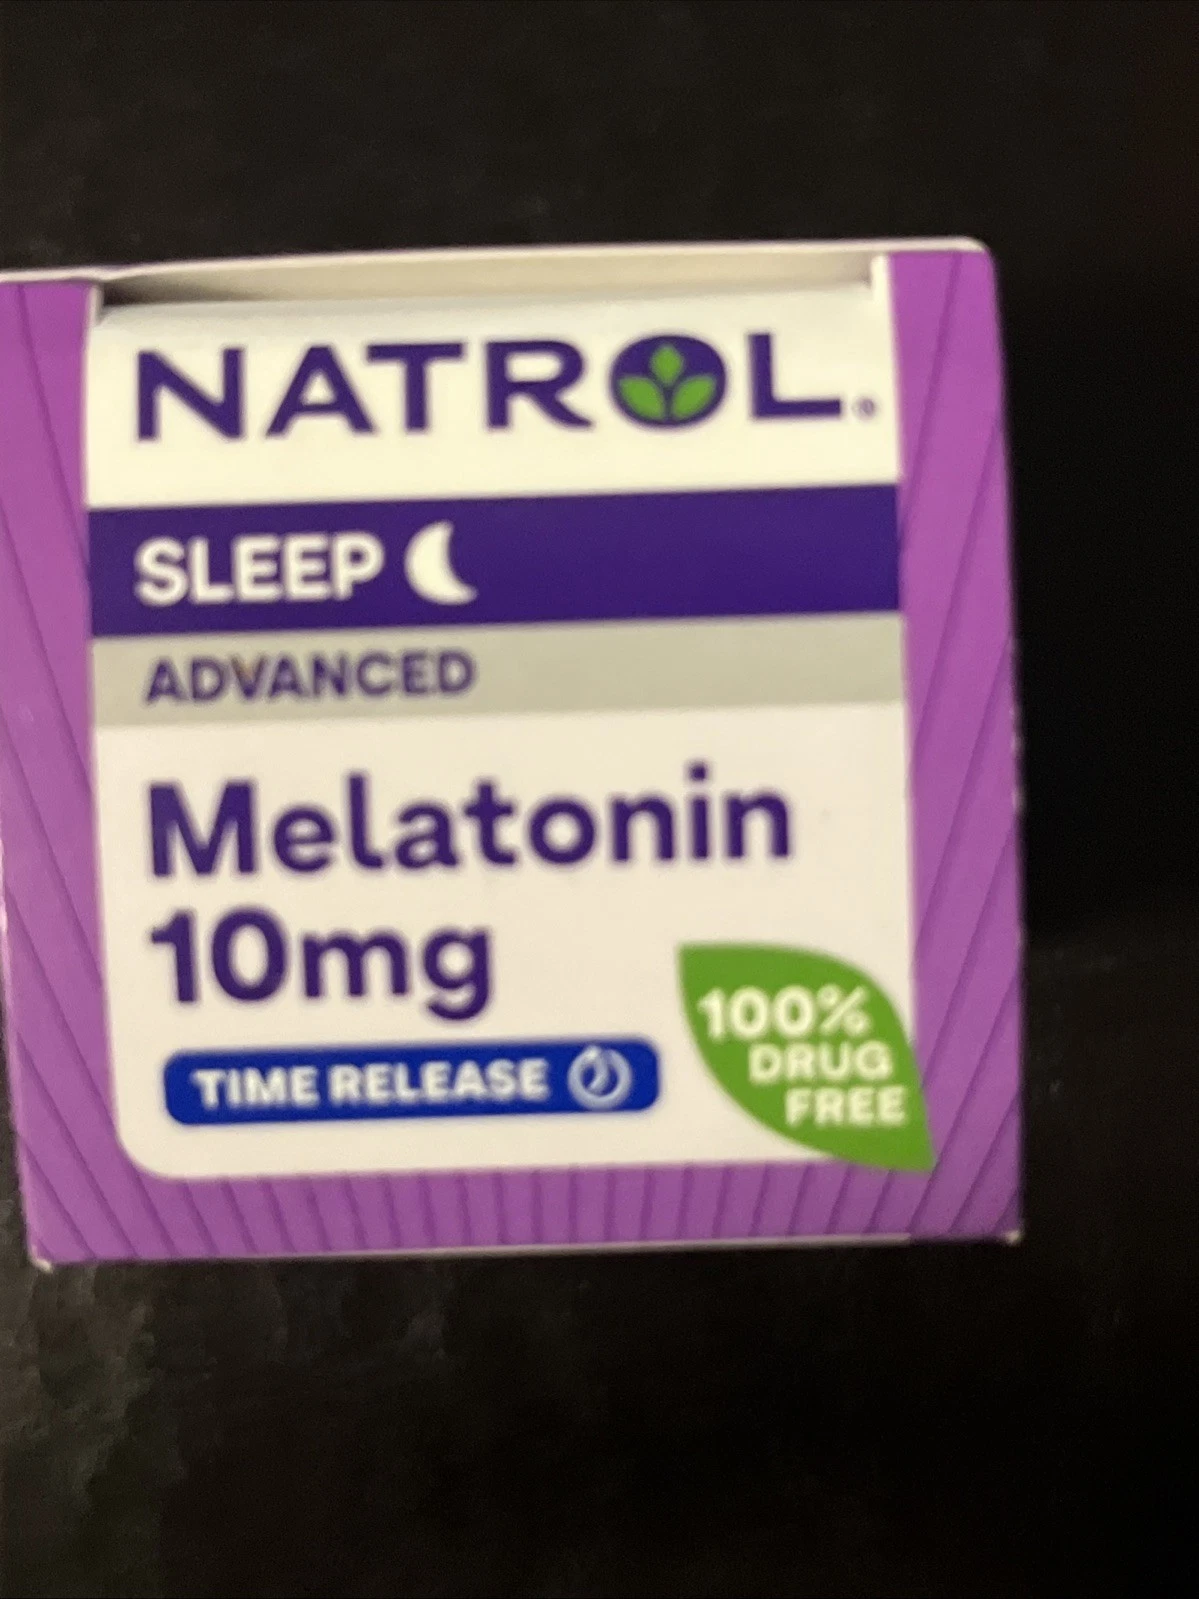 NATROL®
SLEEP
ADVANCED
Melatonin
10mg
TIME RELEASE
100%
DRUG
FREE